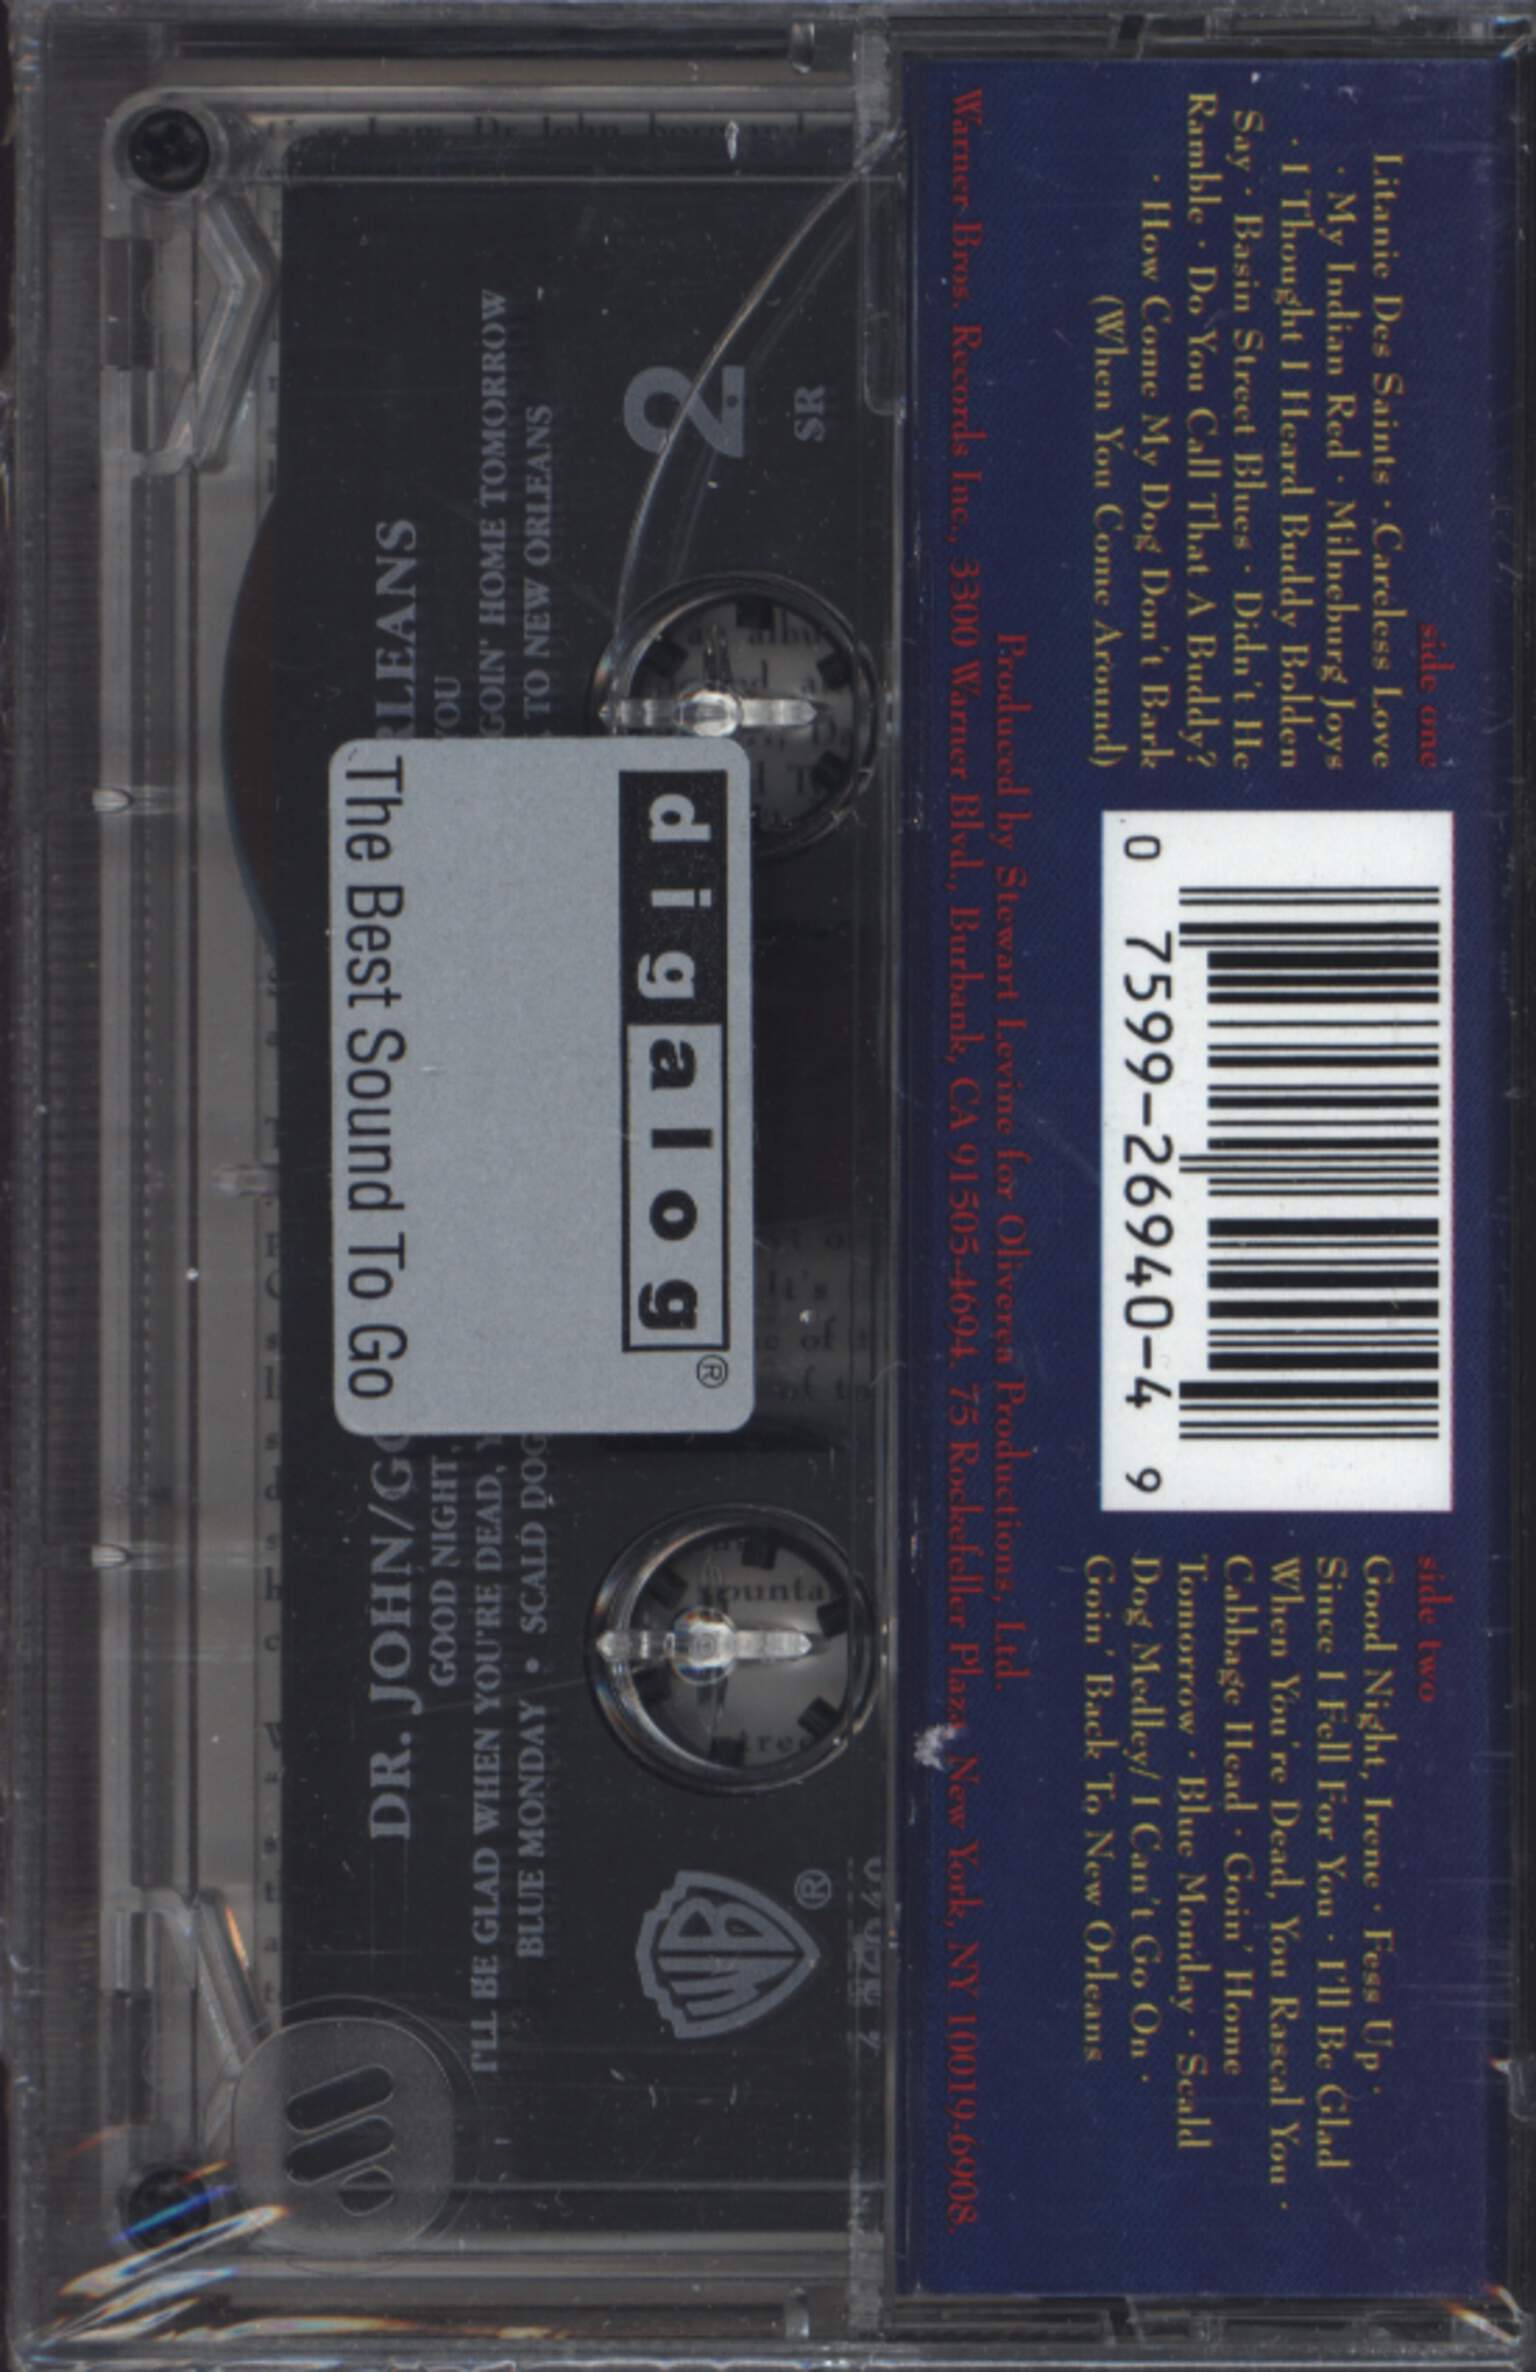 side one
Litanie Des Saints · Careless Love
· My Indian Red · Milneburg Joys
· I Thought I Heard Buddy Bolden
Say · Basin Street Blues · Didn't He
Ramble · Do You Call That A Buddy?
· How Come My Dog Don't Bark
(When You Come Around)
0 7599-26940-4 9
side two
Good Night, Irene · Fess Up ·
Since I Fell For You · I'll Be Glad
When You're Dead, You Rascal You ·
Cabbage Head · Goin' Home
Tomorrow · Blue Monday · Scald
Dog Medley/ I Can't Go On ·
Goin' Back To New Orleans
Produced by Stewart Levine for Oliverea Productions, Ltd.
Warner Bros. Records Inc., 3300 Warner Blvd., Burbank, CA 91505-4694. 75 Rockefeller Plaza, New York, NY 10019-6908.
digalog®
The Best Sound To Go
DR. JOHN/GO RLEANS
GOOD NIGHT, YOU
I'LL BE GLAD WHEN YOU'RE DEAD, Y GOIN' HOME TOMORROW
BLUE MONDAY • SCALD DOG TO NEW ORLEANS
2
SR
WB
®